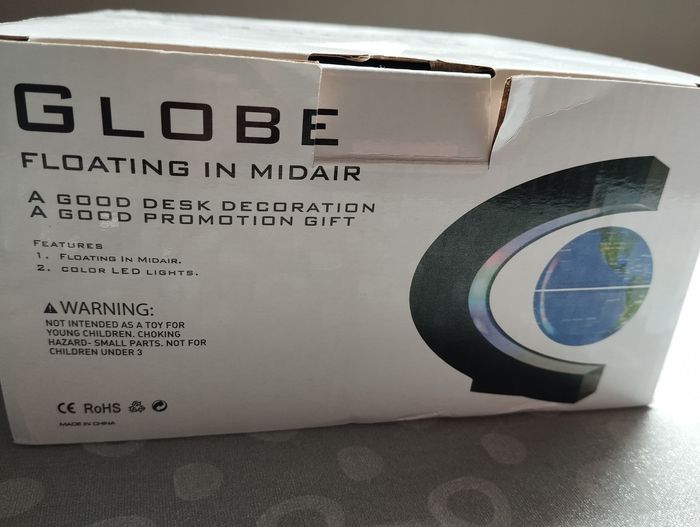 GLOBE
FLOATING IN MIDAIR
A GOOD DESK DECORATION
A GOOD PROMOTION GIFT
FEATURES
1. FLOATING IN MIDAIR.
2. COLOR LED LIGHTS.
WARNING:
NOT INTENDED AS A TOY FOR
YOUNG CHILDREN. CHOKING
HAZARD- SMALL PARTS. NOT FOR
CHILDREN UNDER 3
CE RoHS
MADE IN CHINA